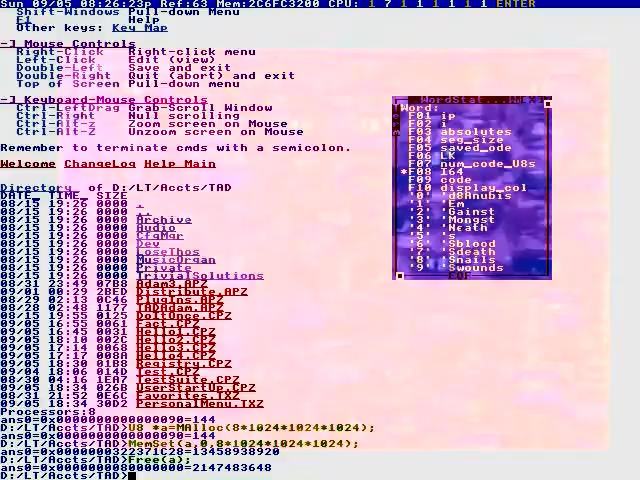 Sun 09/05 08:26:23p Ref:63 Mem:2C6FC3200 CPU: 1 7 1 1 1 1 1 1 ENTER
Shift-Windows Pull-down Menu
F1 Help
Other keys: Key Map
-] Mouse Controls
Right-Click Right-click menu
Left-Click Edit (view)
Double-Left Save and exit
Double-Right Quit (abort) and exit
Top of Screen Pull-down menu
-] Keyboard-Mouse Controls
Ctrl-LeftDrag Grab-Scroll Window
Ctrl-Right Null scrolling
Ctrl-Alt-z Zoom screen on Mouse
Ctrl-Alt-Z Unzoom screen on Mouse
Remember to terminate cmds with a semicolon.
Welcome ChangeLog Help Main
Directory of D:/LT/Accts/TAD
DATE_ TIME_ SIZE
08/15 19:26 0000 .
08/15 19:26 0000 ..
08/15 19:26 0000 Archive
08/15 19:26 0000 Audio
08/15 19:26 0000 CfgMgr
08/15 19:26 0000 Dev
08/15 19:26 0000 LoseThos
08/15 19:26 0000 MusicOrgan
08/15 19:26 0000 Private
08/15 19:26 0000 TrivialSolutions
08/31 23:49 07B8 Adam3.APZ
09/01 00:29 2BED Distribute.APZ
08/29 02:13 0C46 PlugIns.APZ
08/28 02:48 1177 TADAdam.APZ
08/15 19:55 0125 DoItOnce.CPZ
09/05 16:55 0061 Fact.CPZ
09/05 16:45 0031 Hello1.CPZ
09/05 18:10 002C Hello2.CPZ
09/05 17:14 0068 Hello3.CPZ
09/05 17:17 008A Hello4.CPZ
09/05 18:30 01B8 Registry.CPZ
09/04 18:06 014D Test.CPZ
08/30 04:16 1EA7 TestSuite.CPZ
09/05 18:34 026B UserStartUp.CPZ
08/31 21:52 0E6C Favorites.TXZ
09/05 18:34 30D2 PersonalMenu.TXZ
Processors:8
ans0=0x0000000000000090=144
D:/LT/Accts/TAD>U8 *a=MAlloc(8*1024*1024*1024);
ans0=0x0000000000000090=144
D:/LT/Accts/TAD>MemSet(a,0,8*1024*1024*1024);
ans0=0x0000000322371C28=13458938920
D:/LT/Accts/TAD>Free(a);
ans0=0x0000000080000000=2147483648
D:/LT/Accts/TAD>
WordStat...
Word:
F01 ip
F02 i
F03 absolutes
F04 seg_size
F05 saved_ode
F06 LK
F07 num_code_U8s
*F08 I64
F09 code
F10 display_col
'0' 'd8Anubis
'1' 'Em
'2' 'Gainst
'3' 'Mongst
'4' 'Neath
'5' 's
'6' 'Sblood
'7' 'Sdeath
'8' 'Snails
'9' 'Swounds
EOF